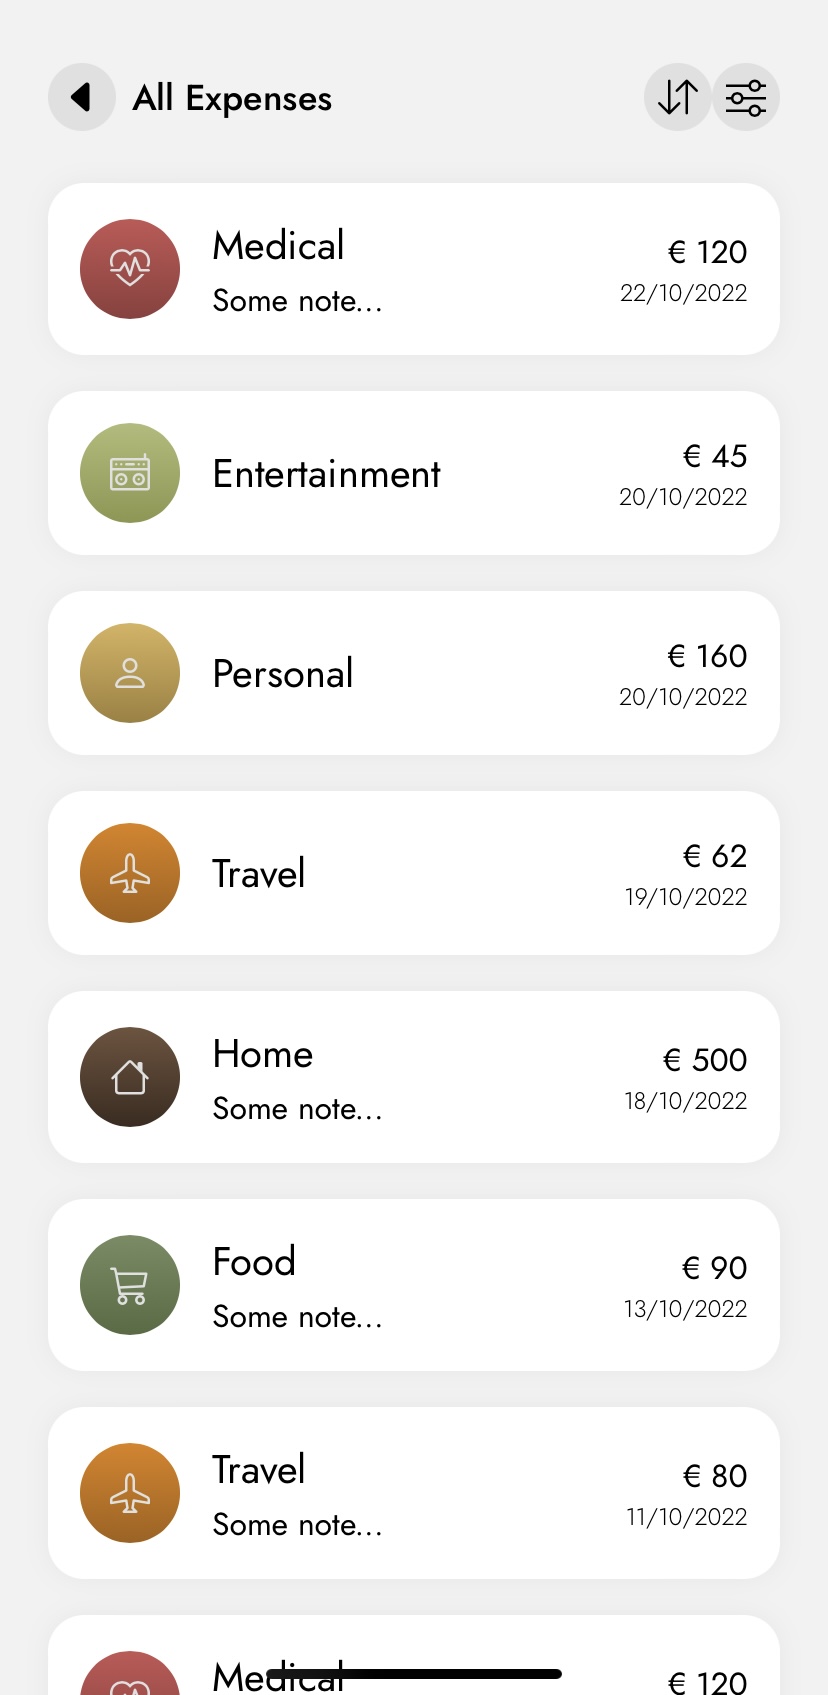 All Expenses
Medical
€ 120
Some note...
22/10/2022
Entertainment
€ 45
20/10/2022
Personal
€ 160
20/10/2022
Travel
€ 62
19/10/2022
Home
€ 500
Some note...
18/10/2022
Food
€ 90
Some note...
13/10/2022
Travel
€ 80
Some note...
11/10/2022
Medical
€ 120